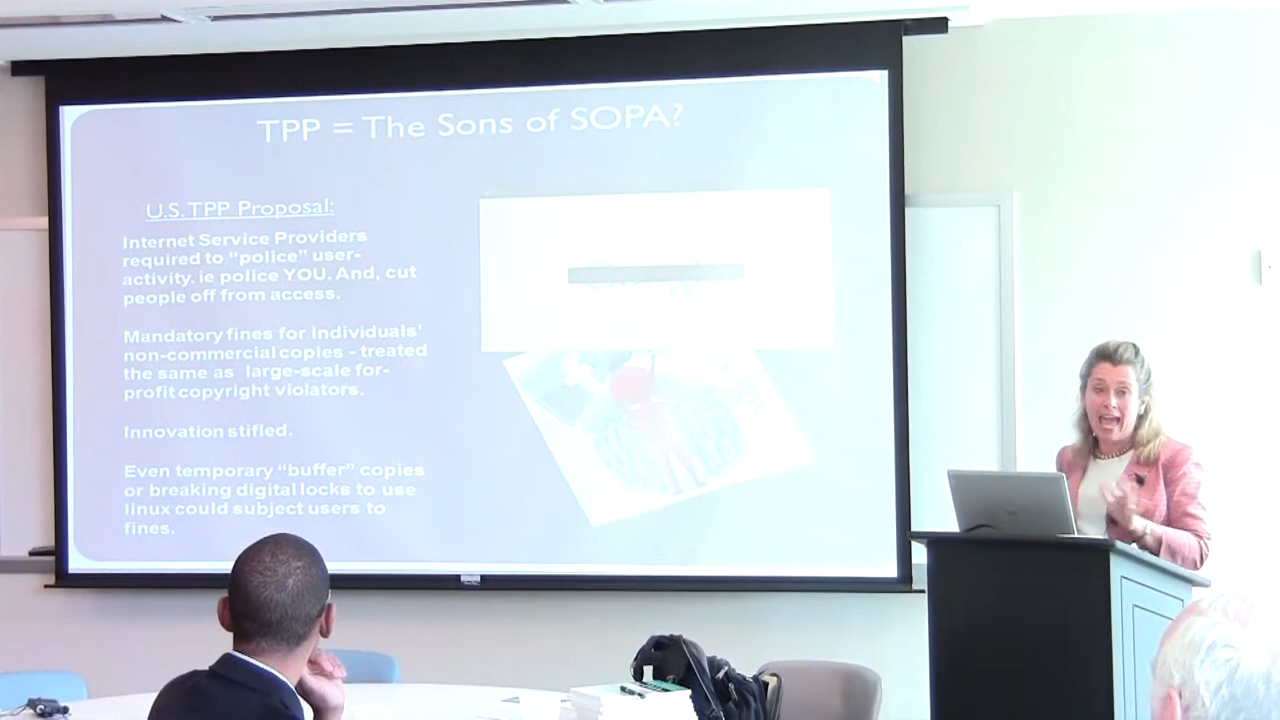 TPP = The Sons of SOPA?
U.S. TPP Proposal:
Internet Service Providers
required to “police” user-
activity. ie police YOU. And, cut
people off from access.
Mandatory fines for individuals’
non-commercial copies - treated
the same as large-scale for-
profit copyright violators.
Innovation stifled.
Even temporary “buffer” copies
or breaking digital locks to use
linux could subject users to
fines.